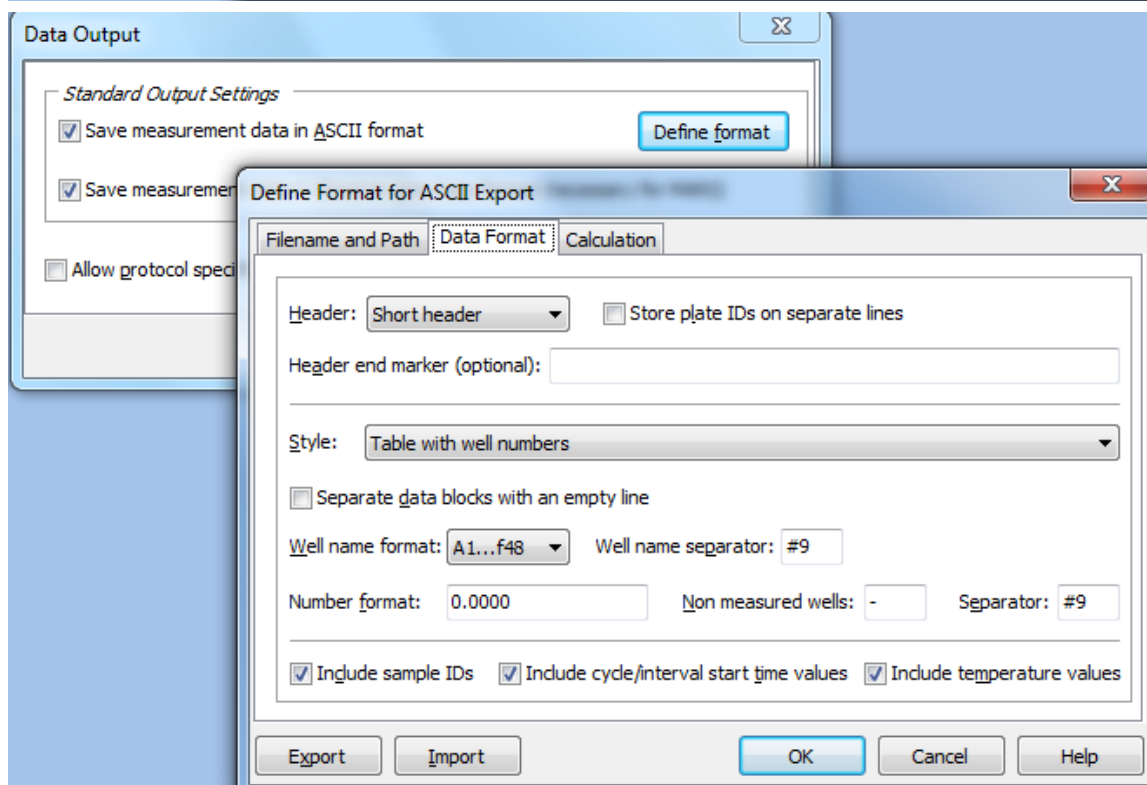 Data Output
Standard Output Settings
Save measurement data in ASCII format
Define format
Save measuremen
Define Format for ASCII Export
Allow protocol speci
Filename and Path Data Format Calculation
Header: Short header Store plate IDs on separate lines
Header end marker (optional):
Style: Table with well numbers
Separate data blocks with an empty line
Well name format: A1...f48 Well name separator: #9
Number format: 0.0000 Non measured wells: - Separator: #9
Include sample IDs Include cycle/interval start time values Include temperature values
Export Import OK Cancel Help